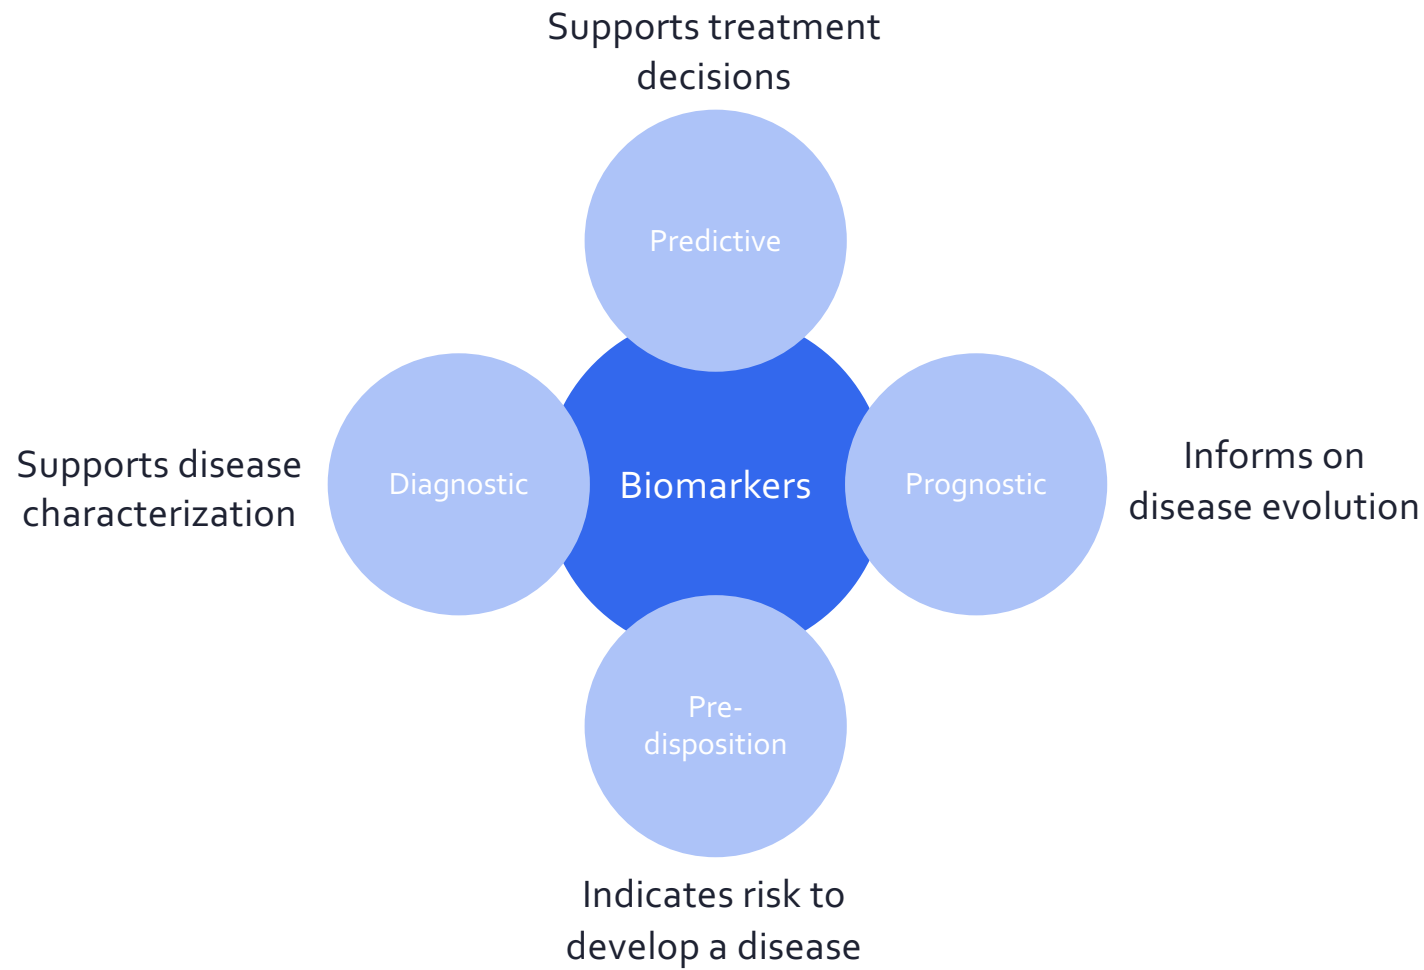 Supports treatment
decisions
Predictive
Supports disease
characterization
Diagnostic
Biomarkers
Prognostic
Informs on
disease evolution
Pre-
disposition
Indicates risk to
develop a disease